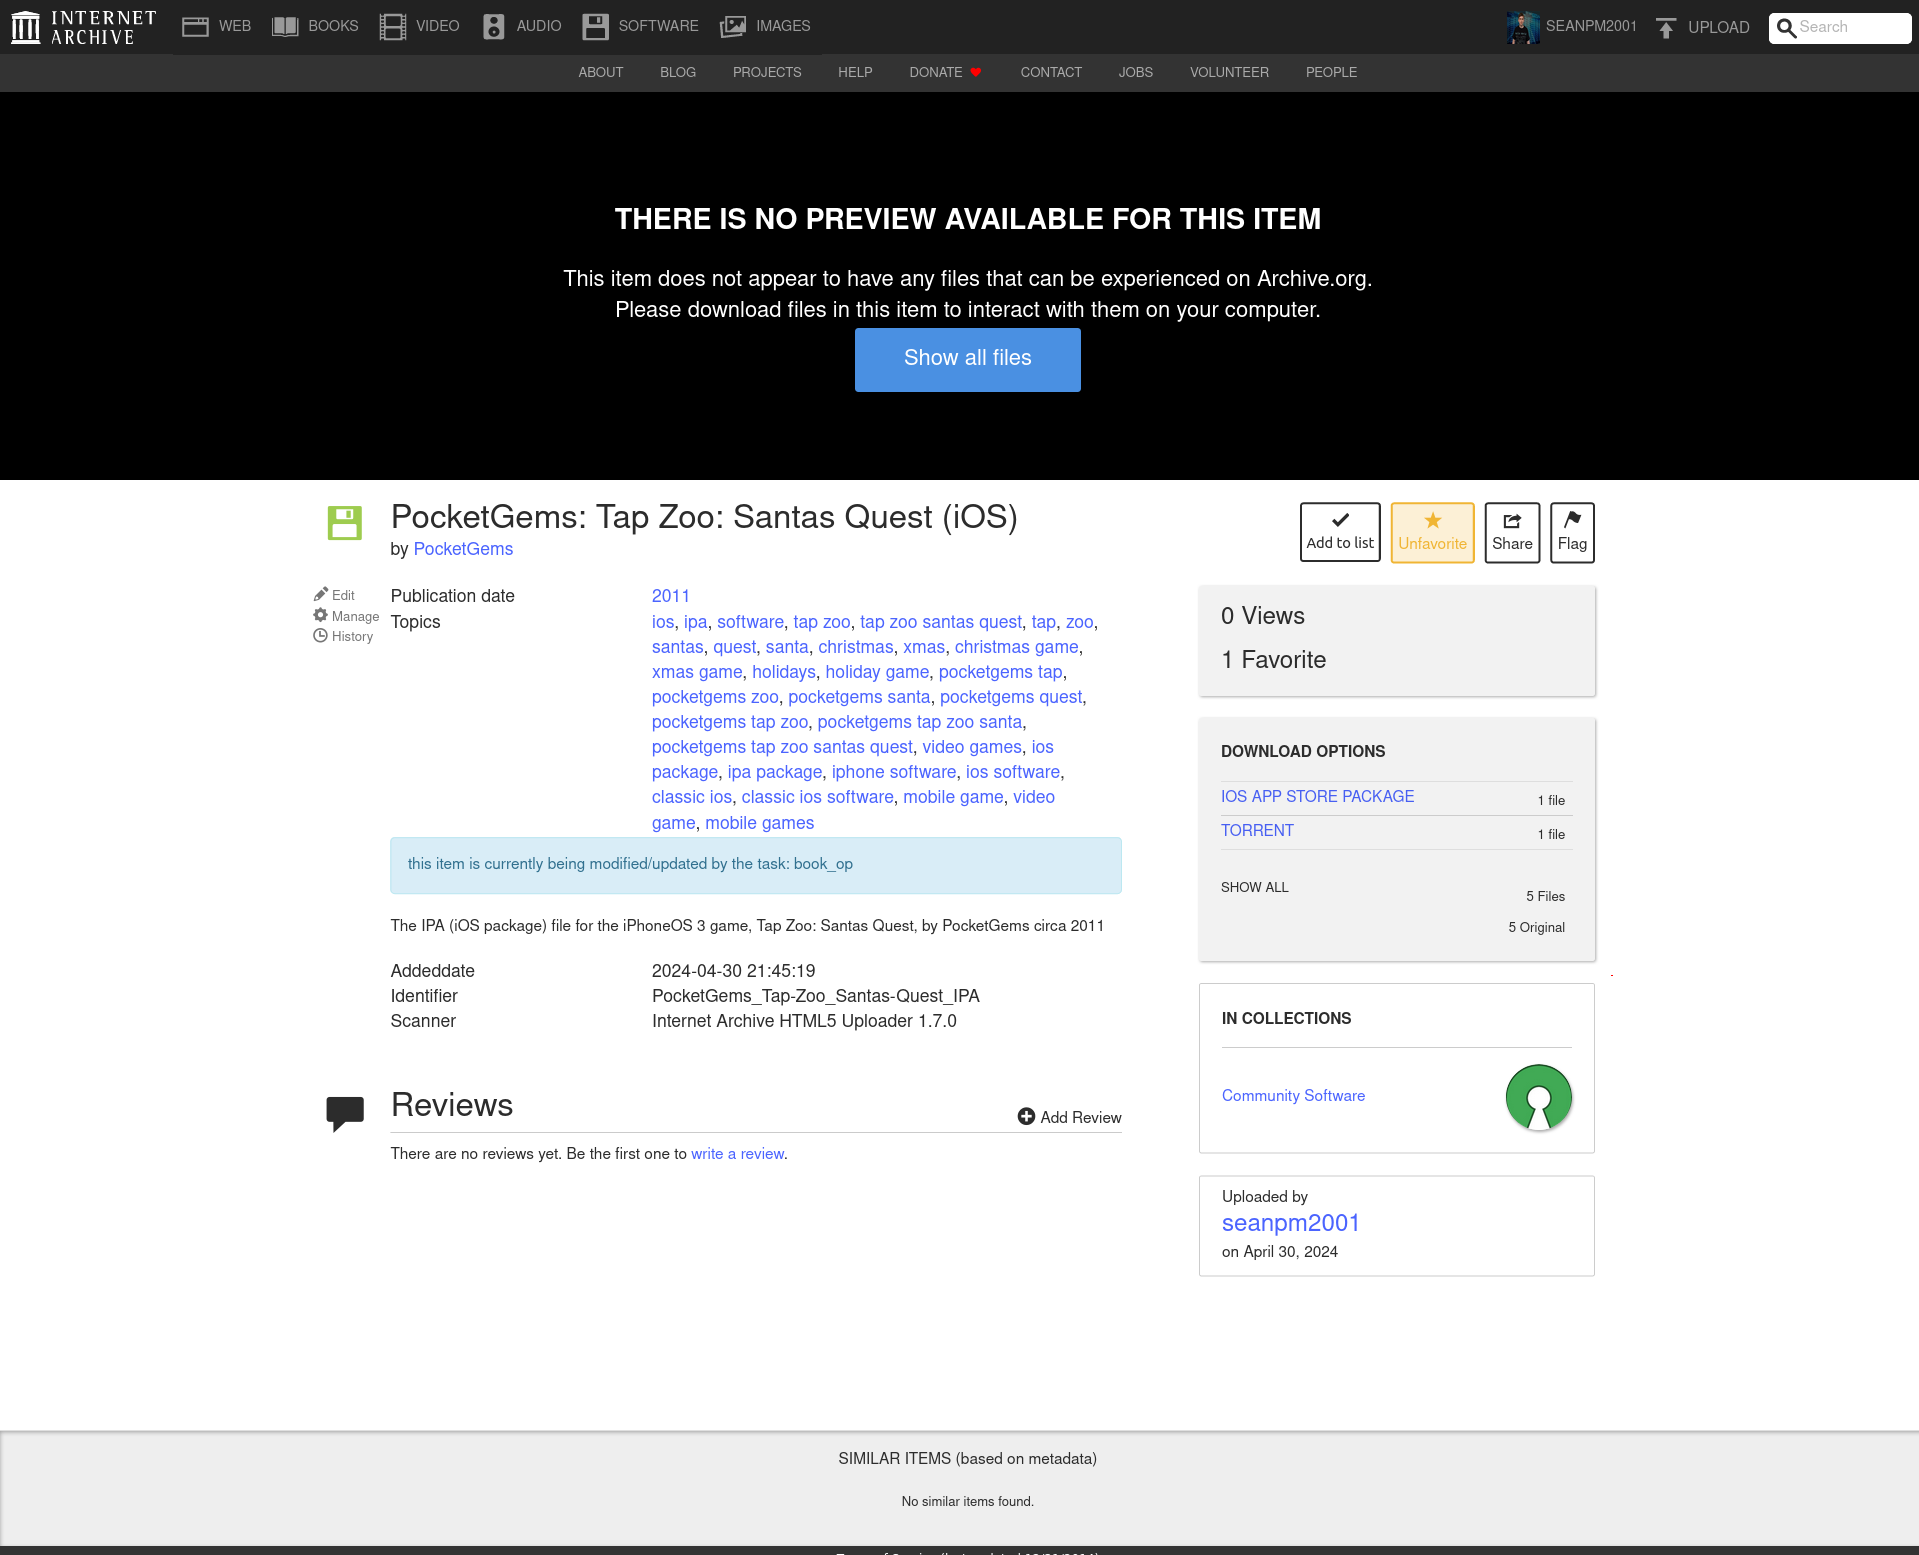 INTERNET ARCHIVE WEB BOOKS VIDEO AUDIO SOFTWARE IMAGES SEANPM2001 UPLOAD Search
ABOUT BLOG PROJECTS HELP DONATE CONTACT JOBS VOLUNTEER PEOPLE
THERE IS NO PREVIEW AVAILABLE FOR THIS ITEM
This item does not appear to have any files that can be experienced on Archive.org.
Please download files in this item to interact with them on your computer.
Show all files
PocketGems: Tap Zoo: Santas Quest (iOS)
by PocketGems
Edit
Manage
History
Publication date 2011
Topics ios, ipa, software, tap zoo, tap zoo santas quest, tap, zoo,
santas, quest, santa, christmas, xmas, christmas game,
xmas game, holidays, holiday game, pocketgems tap,
pocketgems zoo, pocketgems santa, pocketgems quest,
pocketgems tap zoo, pocketgems tap zoo santa,
pocketgems tap zoo santas quest, video games, ios
package, ipa package, iphone software, ios software,
classic ios, classic ios software, mobile game, video
game, mobile games
this item is currently being modified/updated by the task: book_op
The IPA (iOS package) file for the iPhoneOS 3 game, Tap Zoo: Santas Quest, by PocketGems circa 2011
Addeddate 2024-04-30 21:45:19
Identifier PocketGems_Tap-Zoo_Santas-Quest_IPA
Scanner Internet Archive HTML5 Uploader 1.7.0
Reviews
Add Review
There are no reviews yet. Be the first one to write a review.
Add to list Unfavorite Share Flag
0 Views
1 Favorite
DOWNLOAD OPTIONS
IOS APP STORE PACKAGE 1 file
TORRENT 1 file
SHOW ALL
5 Files
5 Original
IN COLLECTIONS
Community Software
Uploaded by
seanpm2001
on April 30, 2024
SIMILAR ITEMS (based on metadata)
No similar items found.